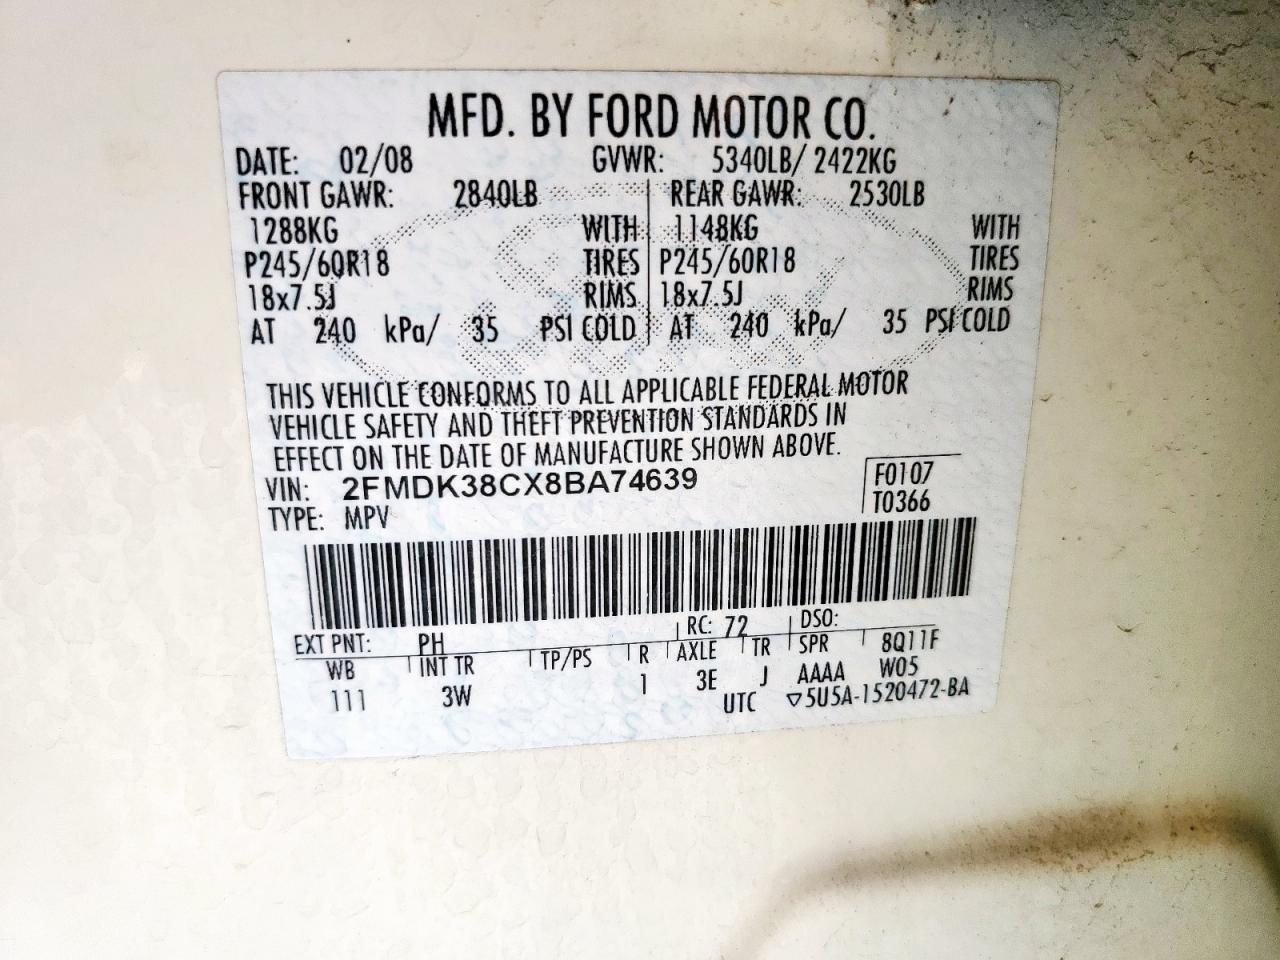 MFD. BY FORD MOTOR CO.
DATE: 02/08 GVWR: 5340LB/ 2422KG
FRONT GAWR: 2840LB REAR GAWR: 2530LB
1288KG WITH 1148KG WITH
P245/60R18 TIRES P245/60R18 TIRES
18x7.5J RIMS 18x7.5J RIMS
AT 240 kPa/ 35 PSI COLD AT 240 kPa/ 35 PSI COLD
THIS VEHICLE CONFORMS TO ALL APPLICABLE FEDERAL MOTOR
VEHICLE SAFETY AND THEFT PREVENTION STANDARDS IN
EFFECT ON THE DATE OF MANUFACTURE SHOWN ABOVE.
VIN: 2FMDK38CX8BA74639 F0107
TYPE: MPV T0366
EXT PNT: PH RC: 72 DSO:
WB INT TR TP/PS R AXLE TR SPR 8Q11F
111 3W 1 3E J AAAA W05
UTC ▽5U5A-1520472-BA